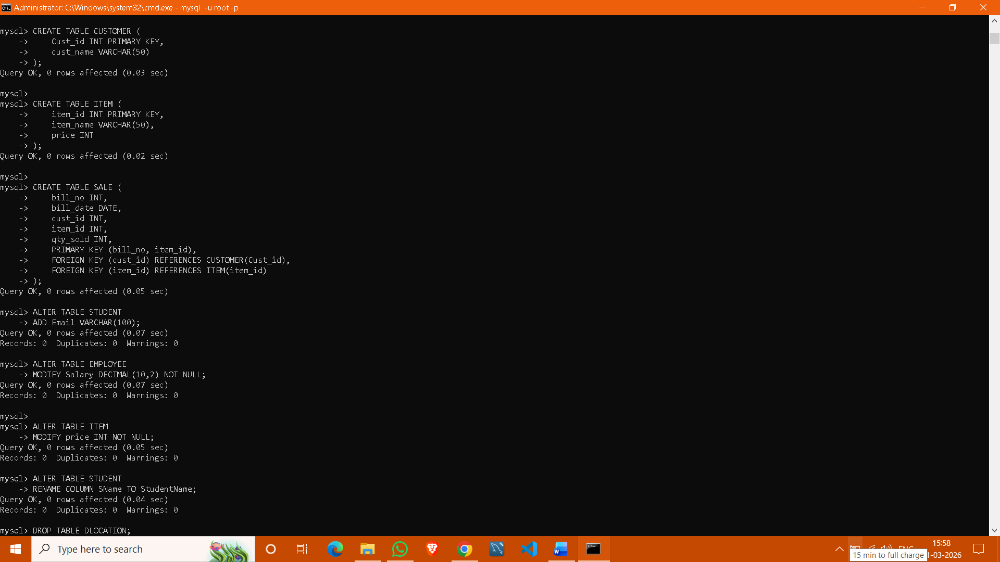 Administrator: C:\Windows\system32\cmd.exe - mysql  -u root -p
mysql> CREATE TABLE CUSTOMER (
    ->     Cust_id INT PRIMARY KEY,
    ->     cust_name VARCHAR(50)
    -> );
Query OK, 0 rows affected (0.03 sec)
mysql>
mysql> CREATE TABLE ITEM (
    ->     item_id INT PRIMARY KEY,
    ->     item_name VARCHAR(50),
    ->     price INT
    -> );
Query OK, 0 rows affected (0.02 sec)
mysql>
mysql> CREATE TABLE SALE (
    ->     bill_no INT,
    ->     bill_date DATE,
    ->     cust_id INT,
    ->     item_id INT,
    ->     qty_sold INT,
    ->     PRIMARY KEY (bill_no, item_id),
    ->     FOREIGN KEY (cust_id) REFERENCES CUSTOMER(Cust_id),
    ->     FOREIGN KEY (item_id) REFERENCES ITEM(item_id)
    -> );
Query OK, 0 rows affected (0.05 sec)
mysql> ALTER TABLE STUDENT
    -> ADD Email VARCHAR(100);
Query OK, 0 rows affected (0.07 sec)
Records: 0  Duplicates: 0  Warnings: 0
mysql> ALTER TABLE EMPLOYEE
    -> MODIFY Salary DECIMAL(10,2) NOT NULL;
Query OK, 0 rows affected (0.07 sec)
Records: 0  Duplicates: 0  Warnings: 0
mysql>
mysql> ALTER TABLE ITEM
    -> MODIFY price INT NOT NULL;
Query OK, 0 rows affected (0.05 sec)
Records: 0  Duplicates: 0  Warnings: 0
mysql> ALTER TABLE STUDENT
    -> RENAME COLUMN SName TO StudentName;
Query OK, 0 rows affected (0.04 sec)
Records: 0  Duplicates: 0  Warnings: 0
mysql> DROP TABLE DLOCATION;
Type here to search
ENG
15:58
1-03-2026
15 min to full charge